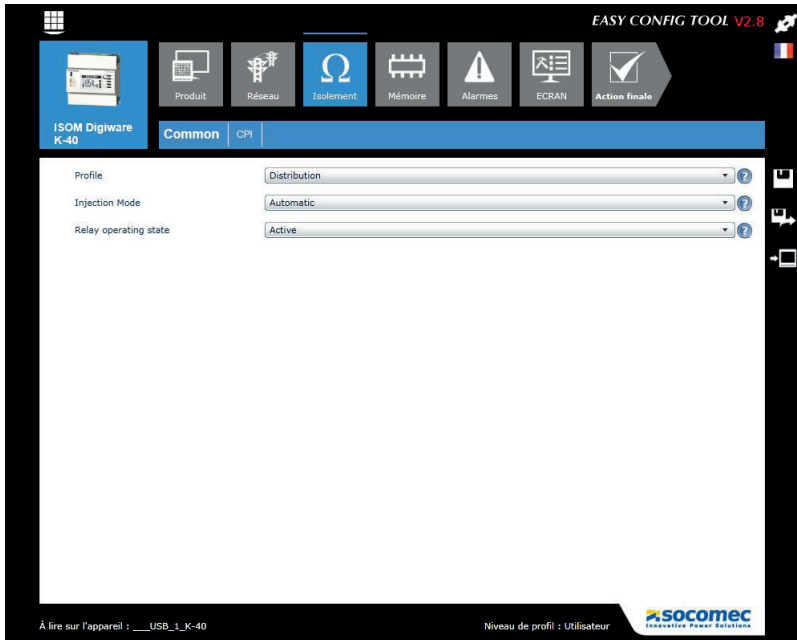 EASY CONFIG TOOL V2.8
Produit
Réseau
Isolement
Mémoire
Alarmes
ECRAN
Action finale
ISOM Digiware
K-40
Common
CPI
Profile
Distribution
Injection Mode
Automatic
Relay operating state
Active
À lire sur l'appareil : ___USB_1_K-40
Niveau de profil : Utilisateur
socomec
Innovative Power Solutions